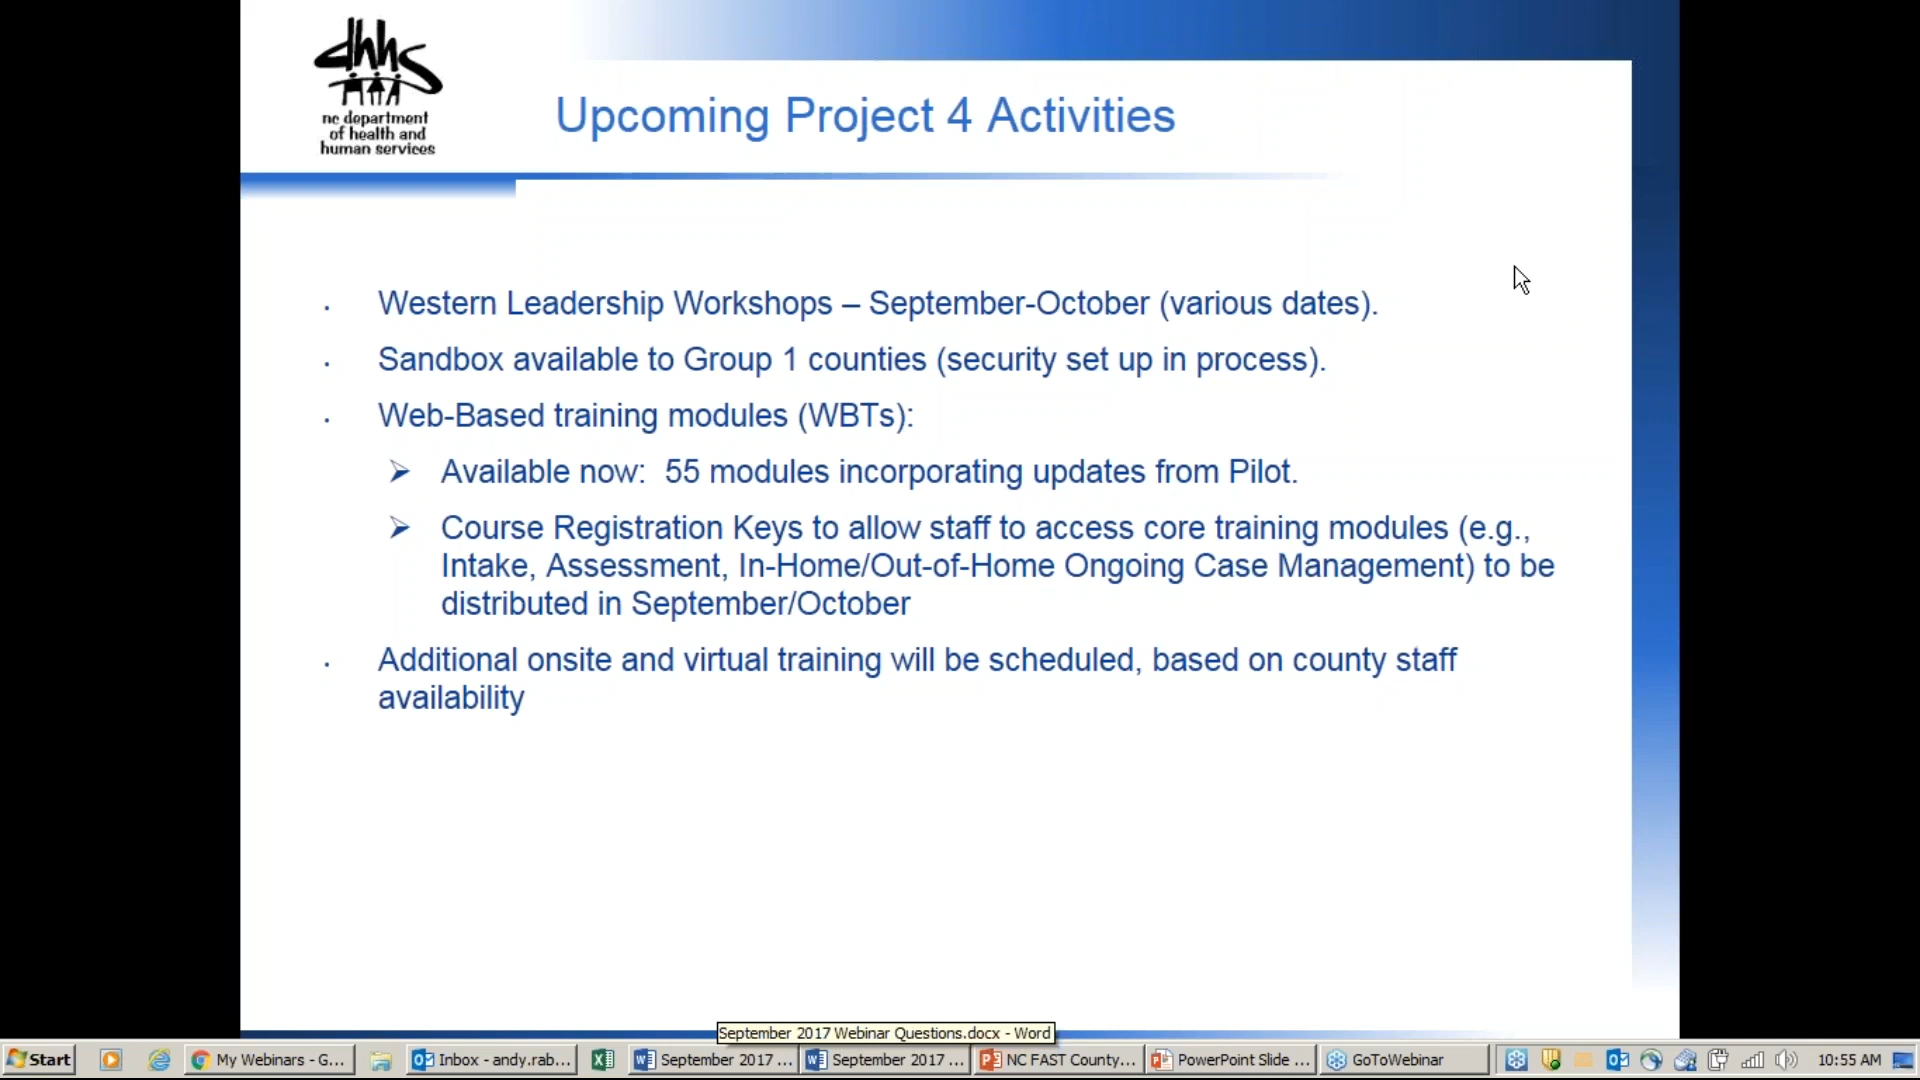 dhhs
nc department
of health and
human services
Upcoming Project 4 Activities
• Western Leadership Workshops – September-October (various dates).
• Sandbox available to Group 1 counties (security set up in process).
• Web-Based training modules (WBTs):
➢ Available now:  55 modules incorporating updates from Pilot.
➢ Course Registration Keys to allow staff to access core training modules (e.g.,
Intake, Assessment, In-Home/Out-of-Home Ongoing Case Management) to be
distributed in September/October
• Additional onsite and virtual training will be scheduled, based on county staff
availability
September 2017 Webinar Questions.docx - Word
Start
My Webinars - G...
Inbox - andy.rab...
September 2017 ...
September 2017 ...
NC FAST County...
PowerPoint Slide ...
GoToWebinar
10:55 AM